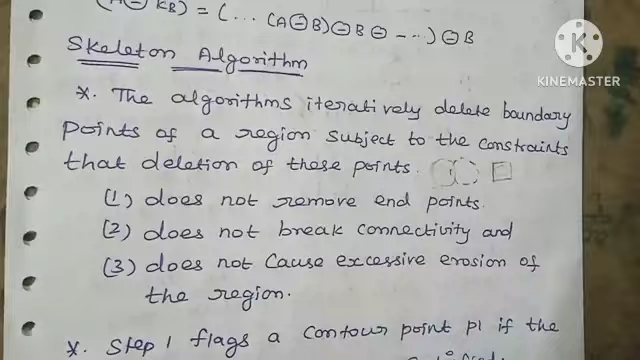 (A ⊖ KB) = (... (A⊖B)⊖B⊖ -...) ⊖ B
Skeleton Algorithm
KINEMASTER
*. The algorithms iteratively delete boundary
points of a region subject to the constraints
that deletion of these points.
(1) does not remove end points.
(2) does not break connectivity and
(3) does not cause excessive erosion of
the region.
*. Step 1 flags a contour point p1 if the